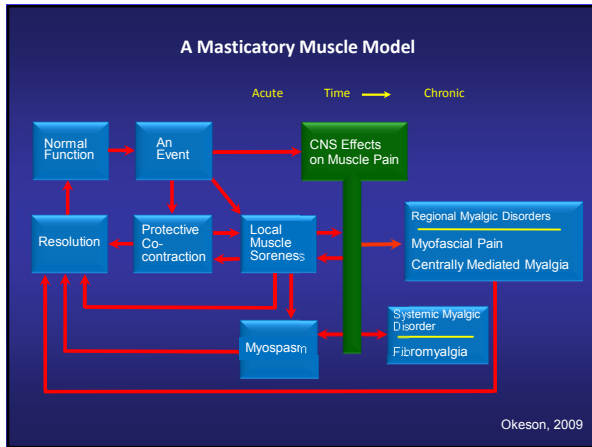 A Masticatory Muscle Model
Acute Time Chronic
Normal
Function
An
Event
CNS Effects
on Muscle Pain
Resolution
Protective
Co-
contraction
Local
Muscle
Soreness
Regional Myalgic Disorders
Myofascial Pain
Centrally Mediated Myalgia
Myospasm
Systemic Myalgic
Disorder
Fibromyalgia
Okeson, 2009